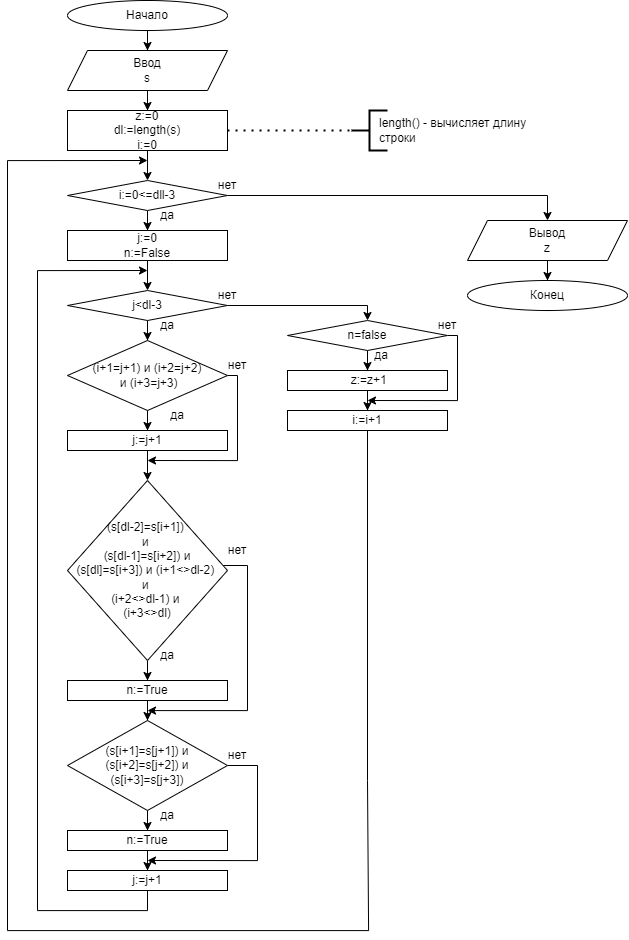 Начало
Ввод
s
z:=0
dl:=length(s)
i:=0
length() - вычисляет длину
строки
i:=0<=dll-3
нет
да
Вывод
z
j:=0
n:=False
Конец
j<dl-3
нет
да
n=false
нет
да
(i+1=j+1) и (i+2=j+2)
и (i+3=j+3)
нет
да
z:=z+1
i:=i+1
j:=j+1
(s[dl-2]=s[i+1])
и
(s[dl-1]=s[i+2]) и
(s[dl]=s[i+3]) и (i+1<>dl-2)
и
(i+2<>dl-1) и
(i+3<>dl)
нет
да
n:=True
(s[i+1]=s[j+1]) и
(s[i+2]=s[j+2]) и
(s[i+3]=s[j+3])
нет
да
n:=True
j:=j+1